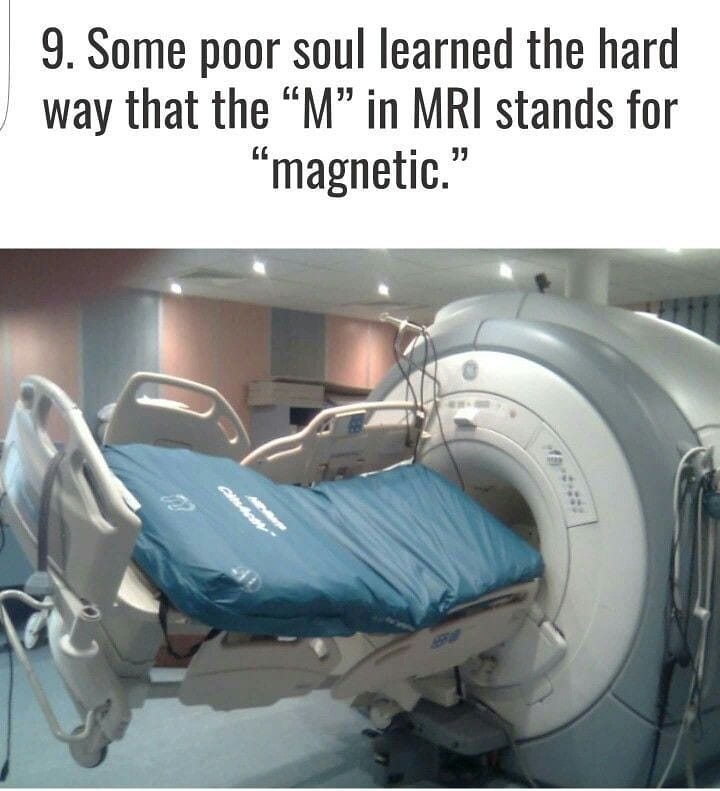 9. Some poor soul learned the hard
way that the “M” in MRI stands for
“magnetic.”